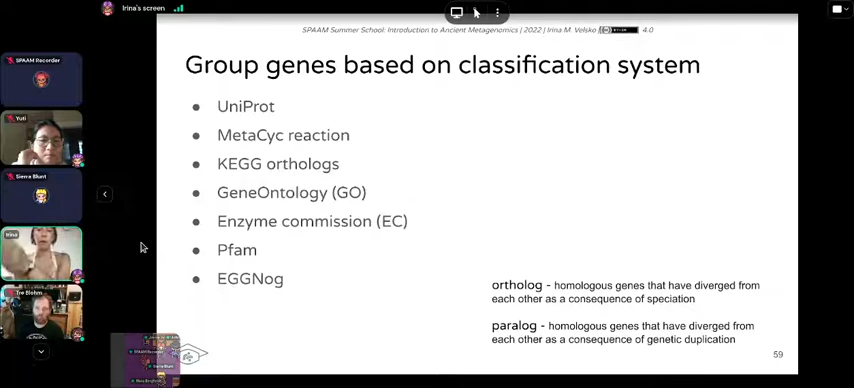 Irina's screen
SPAAM Summer School: Introduction to Ancient Metagenomics | 2022 | Irina M. Velsko
4.0
SPAAM Recorder
Yuti
Sierra Blunt
Irina
Tre Blohm
Group genes based on classification system
● UniProt
● MetaCyc reaction
● KEGG orthologs
● GeneOntology (GO)
● Enzyme commission (EC)
● Pfam
● EGGNog
ortholog - homologous genes that have diverged from
each other as a consequence of speciation
paralog - homologous genes that have diverged from
each other as a consequence of genetic duplication
59